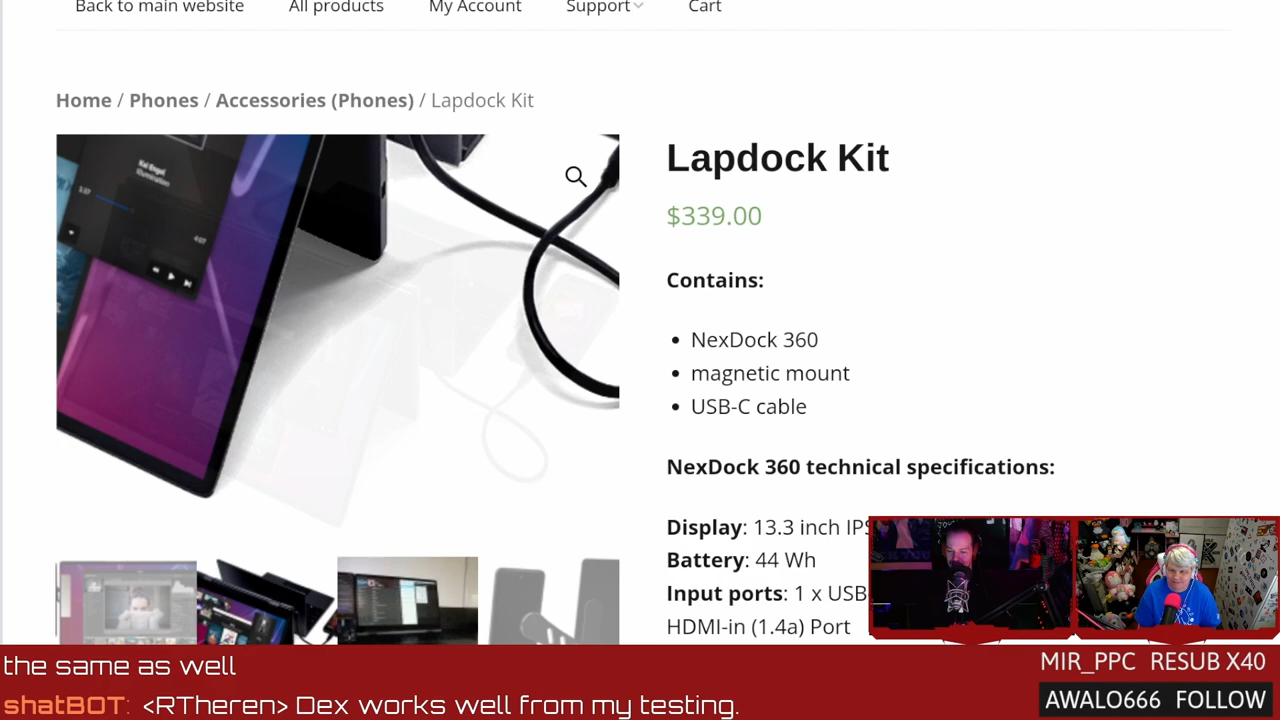 Back to main website All products My Account Support Cart
Home / Phones / Accessories (Phones) / Lapdock Kit
Kai Engel
Illumination
Lapdock Kit
$339.00
Contains:
NexDock 360
magnetic mount
USB-C cable
NexDock 360 technical specifications:
Display: 13.3 inch IPS
Battery: 44 Wh
Input ports: 1 x USB
HDMI-in (1.4a) Port
the same as well
shatBOT: <RTheren> Dex works well from my testing.
MIR_PPC RESUB X40
AWALO666 FOLLOW